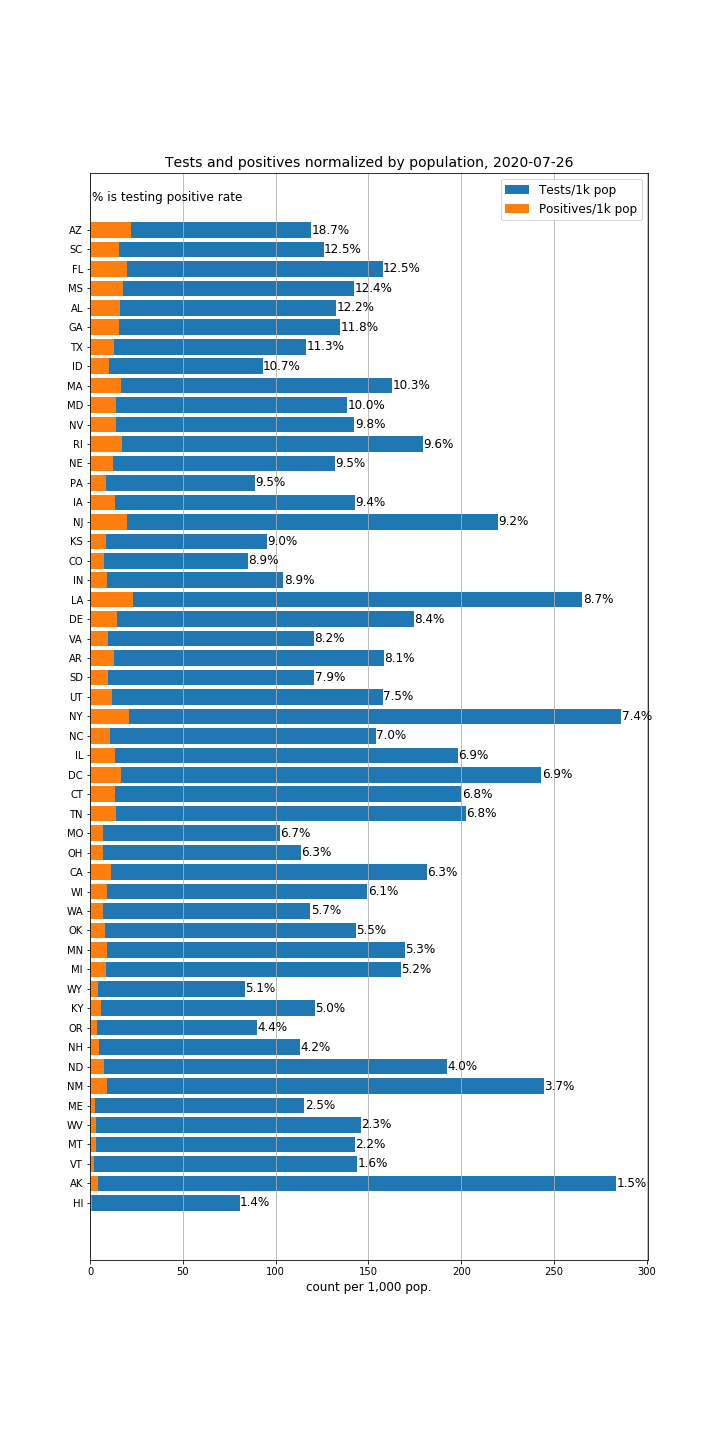 Tests and positives normalized by population, 2020-07-26
% is testing positive rate
Tests/1k pop
Positives/1k pop
AZ 18.7%
SC 12.5%
FL 12.5%
MS 12.4%
AL 12.2%
GA 11.8%
TX 11.3%
ID 10.7%
MA 10.3%
MD 10.0%
NV 9.8%
RI 9.6%
NE 9.5%
PA 9.5%
IA 9.4%
NJ 9.2%
KS 9.0%
CO 8.9%
IN 8.9%
LA 8.7%
DE 8.4%
VA 8.2%
AR 8.1%
SD 7.9%
UT 7.5%
NY 7.4%
NC 7.0%
IL 6.9%
DC 6.9%
CT 6.8%
TN 6.8%
MO 6.7%
OH 6.3%
CA 6.3%
WI 6.1%
WA 5.7%
OK 5.5%
MN 5.3%
MI 5.2%
WY 5.1%
KY 5.0%
OR 4.4%
NH 4.2%
ND 4.0%
NM 3.7%
ME 2.5%
WV 2.3%
MT 2.2%
VT 1.6%
AK 1.5%
HI 1.4%
0 50 100 150 200 250 300
count per 1,000 pop.